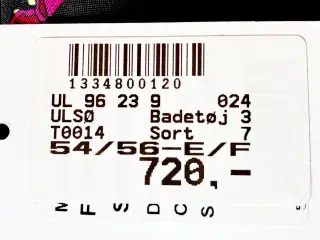 1334800120
UL 96 23 9 024
ULSØ Badetøj 3
T0014 Sort 7
54/56-E/F
720,-
N F S D C S